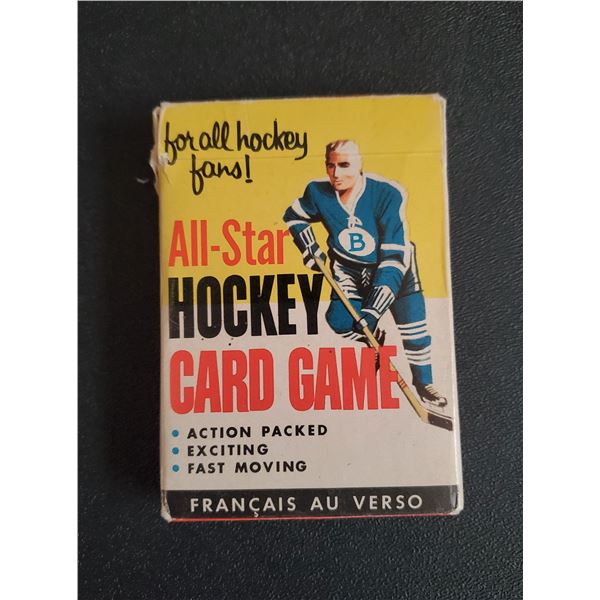 for all hockey
fans!
All-Star
B
HOCKEY
CARD GAME
• ACTION PACKED
• EXCITING
• FAST MOVING
FRANÇAIS AU VERSO